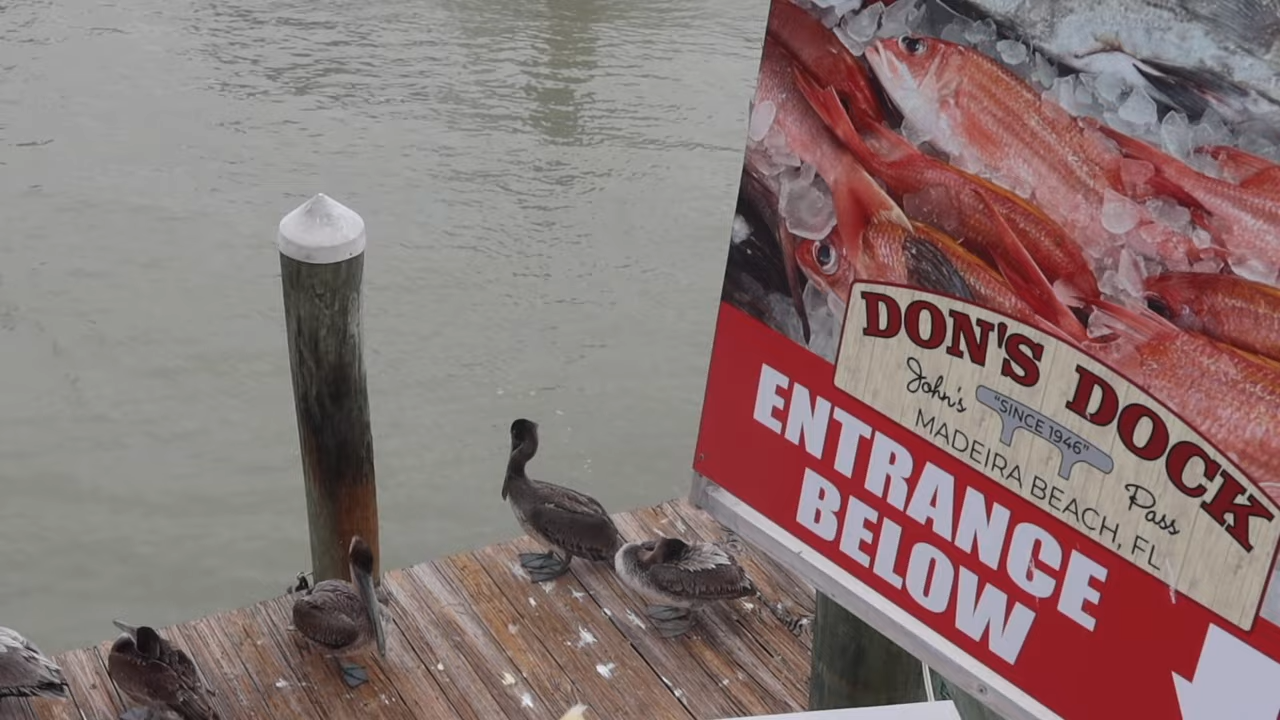 DON'S DOCK
John's Pass
"SINCE 1946"
MADEIRA BEACH, FL
ENTRANCE
BELOW